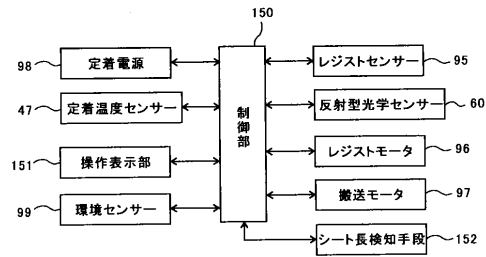 150
98 定着電源
47 定着温度センサー
151 操作表示部
99 環境センサー
制御部
レジストセンサー 95
反射型光学センサー 60
レジストモータ 96
搬送モータ 97
シート長検知手段 152